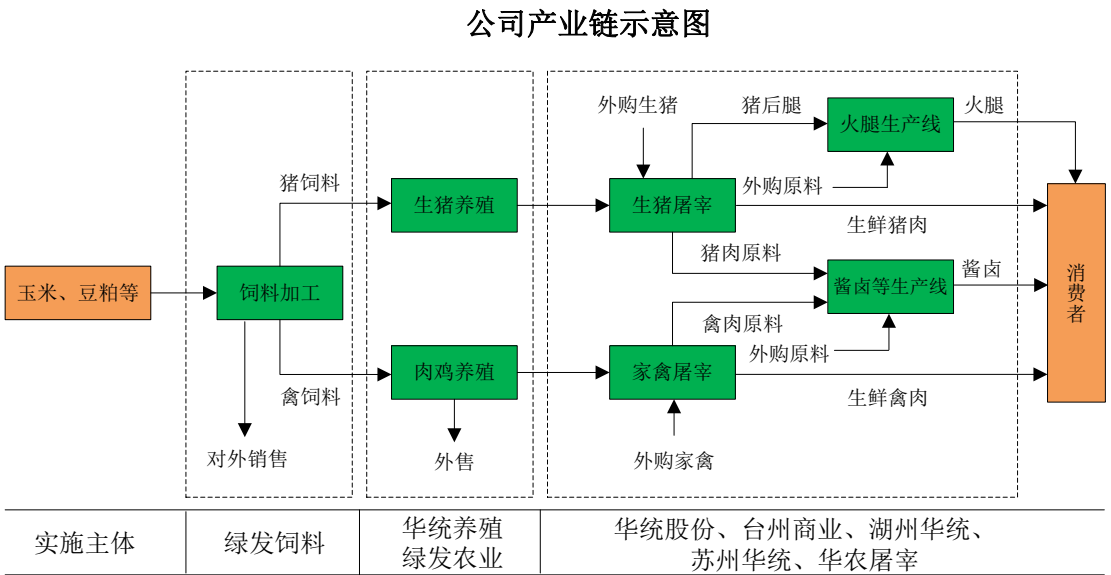 公司产业链示意图
外购生猪
猪后腿
火腿生产线
火腿
猪饲料
外购原料
生猪养殖
生猪屠宰
生鲜猪肉
猪肉原料
玉米、豆粕等
饲料加工
酱卤等生产线
酱卤
消费者
禽肉原料
外购原料
肉鸡养殖
家禽屠宰
禽饲料
生鲜禽肉
对外销售
外售
外购家禽
实施主体
绿发饲料
华统养殖
绿发农业
华统股份、台州商业、湖州华统、
苏州华统、华农屠宰